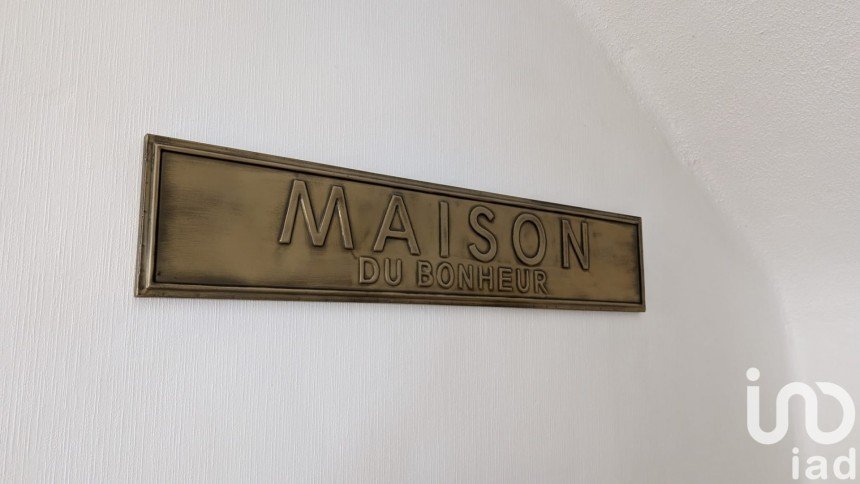 MAISON
DU BONHEUR
iad